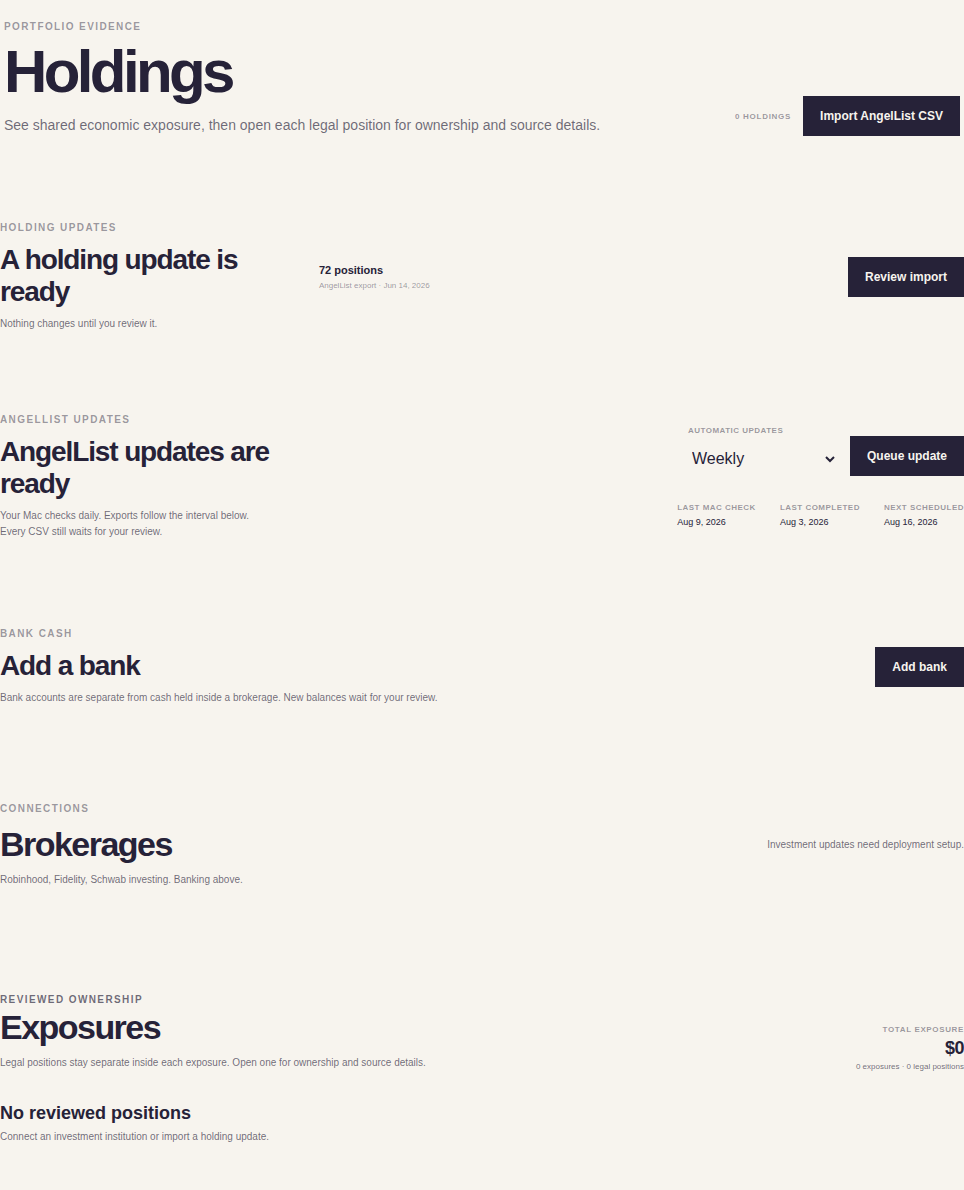 PORTFOLIO EVIDENCE
Holdings
See shared economic exposure, then open each legal position for ownership and source details.
0 HOLDINGS
Import AngelList CSV
HOLDING UPDATES
A holding update is
ready
Nothing changes until you review it.
72 positions
AngelList export · Jun 14, 2026
Review import
ANGELLIST UPDATES
AngelList updates are
ready
Your Mac checks daily. Exports follow the interval below.
Every CSV still waits for your review.
AUTOMATIC UPDATES
Weekly
Queue update
LAST MAC CHECK
Aug 9, 2026
LAST COMPLETED
Aug 3, 2026
NEXT SCHEDULED
Aug 16, 2026
BANK CASH
Add a bank
Bank accounts are separate from cash held inside a brokerage. New balances wait for your review.
Add bank
CONNECTIONS
Brokerages
Robinhood, Fidelity, Schwab investing. Banking above.
Investment updates need deployment setup.
REVIEWED OWNERSHIP
Exposures
Legal positions stay separate inside each exposure. Open one for ownership and source details.
TOTAL EXPOSURE
$0
0 exposures · 0 legal positions
No reviewed positions
Connect an investment institution or import a holding update.